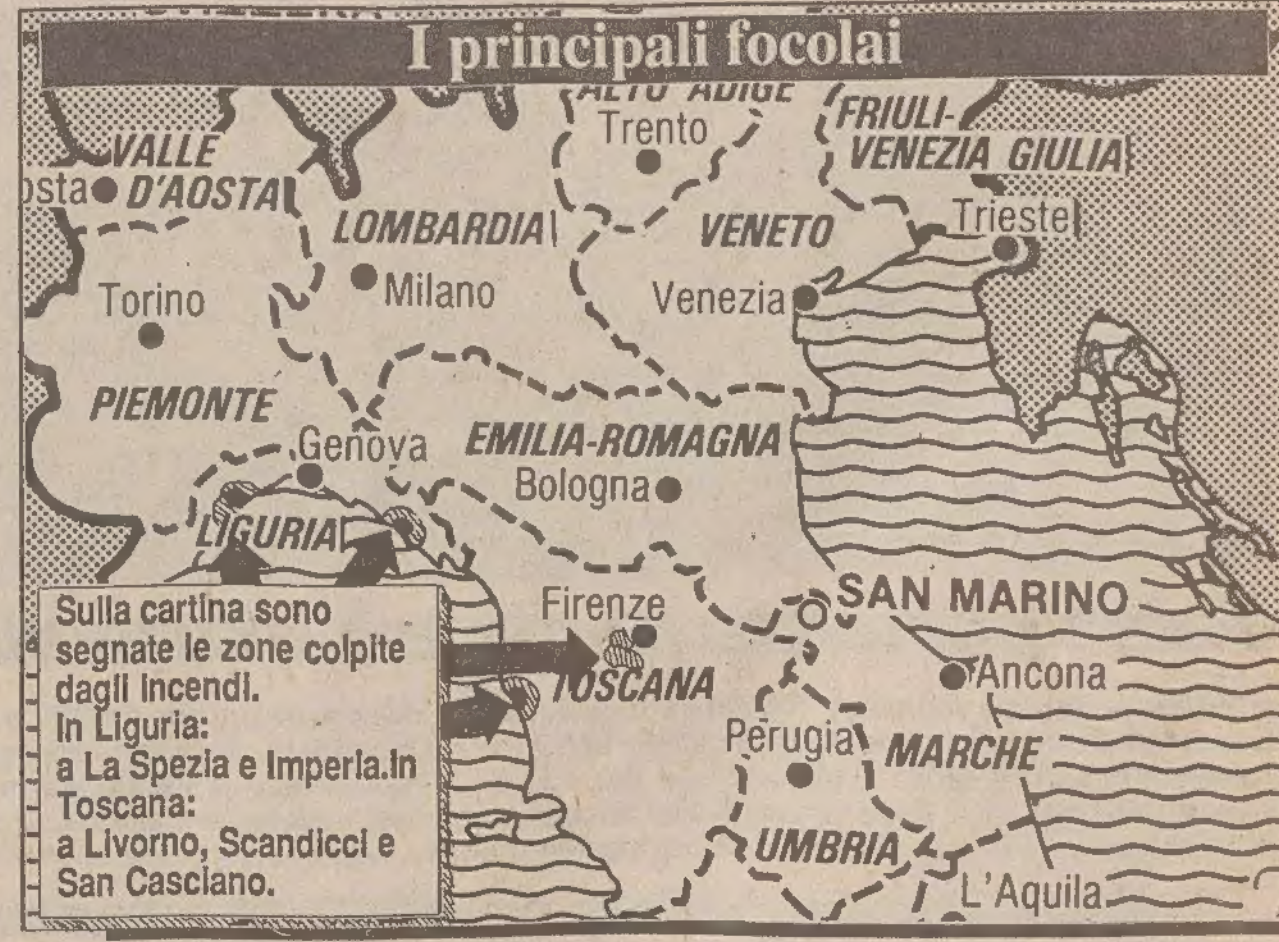 I principali focolai
ALTO ADIGE
Trento
FRIULI-
VENEZIA GIULIA
VALLE
D'AOSTA
osta
LOMBARDIA
VENETO
Trieste
Torino
Milano
Venezia
PIEMONTE
Genova
EMILIA-ROMAGNA
Bologna
LIGURIA
Firenze
SAN MARINO
TOSCANA
Ancona
Perugia
MARCHE
UMBRIA
L'Aquila
Sulla cartina sono
segnate le zone colpite
dagli incendi.
In Liguria:
a La Spezia e Imperia.In
Toscana:
a Livorno, Scandicci e
San Casciano.